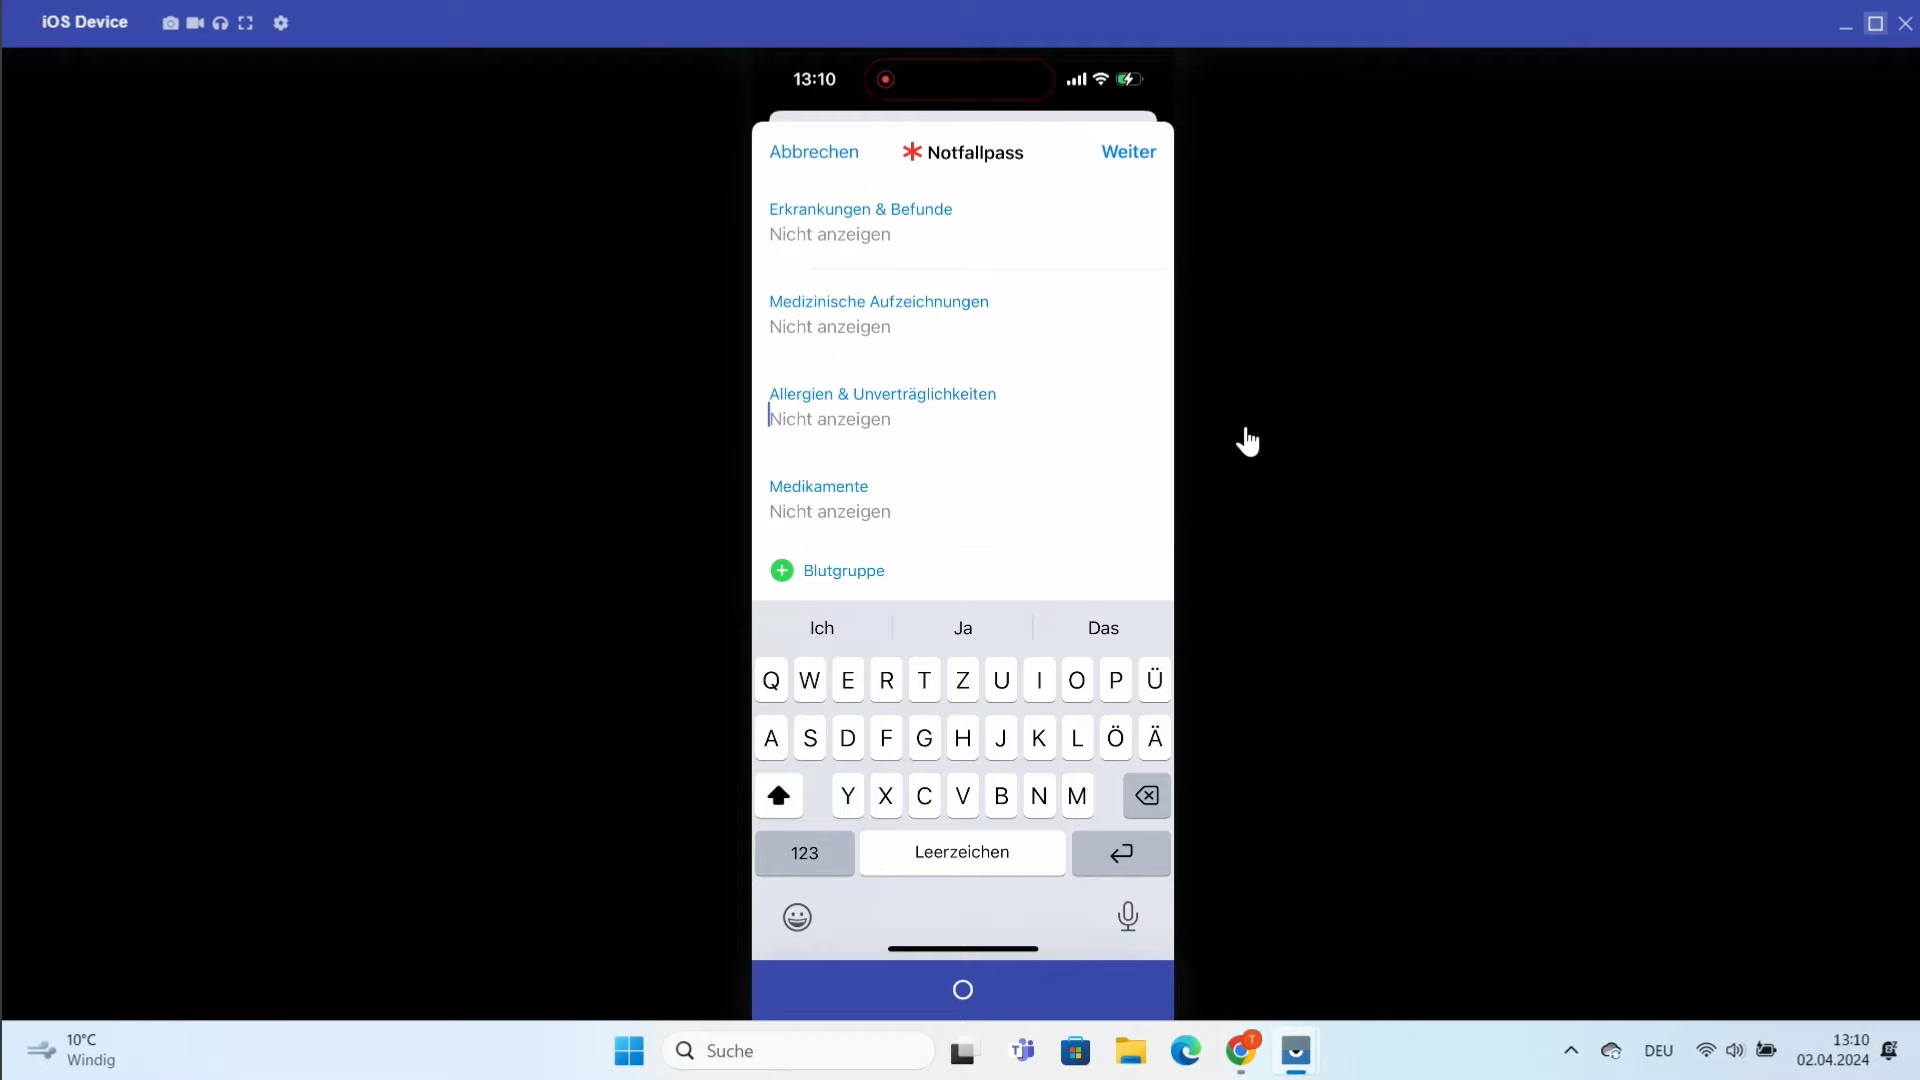 iOS Device
13:10
Abbrechen
Notfallpass
Weiter
Erkrankungen & Befunde
Nicht anzeigen
Medizinische Aufzeichnungen
Nicht anzeigen
Allergien & Unverträglichkeiten
Nicht anzeigen
Medikamente
Nicht anzeigen
Blutgruppe
Ich Ja Das
Q W E R T Z U I O P Ü
A S D F G H J K L Ö Ä
Y X C V B N M
123 Leerzeichen
10°C
Windig
Suche
T
DEU
13:10
02.04.2024